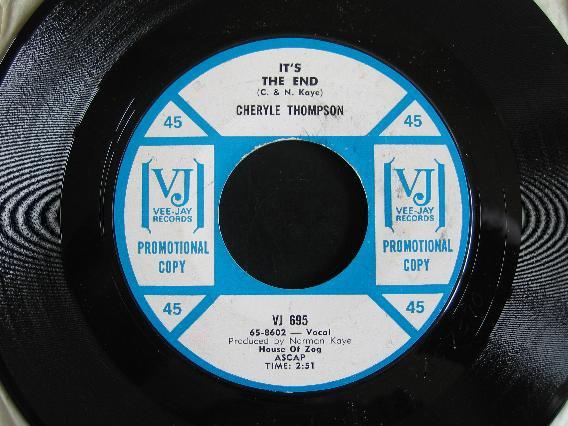 IT'S
THE END
(C. & N. Kaye)
CHERYLE THOMPSON
45
45
VJ
VEE-JAY
RECORDS
PROMOTIONAL
COPY
VJ
VEE-JAY
RECORDS
PROMOTIONAL
COPY
45
45
VJ 695
65-8602 — Vocal
Produced by Norman Kaye
House Of Zog
ASCAP
TIME: 2:51